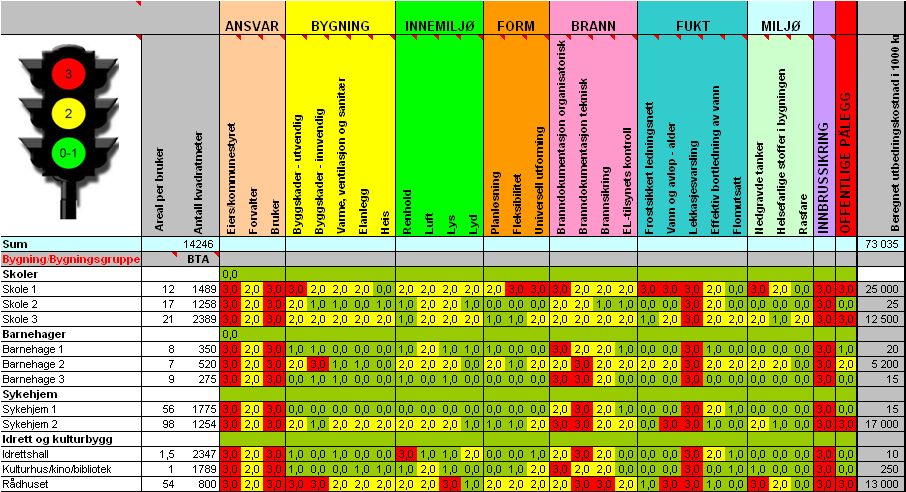 ANSVAR BYGNING INNEMILJØ FORM BRANN FUKT MILJØ
3
2
0-1
Areal per bruker
Antall kvadratmeter
Eiers:kommunestyret
Forvalter
Bruker
Byggskader - utvendig
Byggskader - innvendig
Varme, ventilasjon og sanitær
Elanlegg
Heis
Renhold
Luft
Lys
Lyd
Planløsning
Fleksibilitet
Universell utforming
Branndokumentasjon organisatorisk
Branndokumentasjon teknisk
Brannsikring
EL-tilsynets kontroll
Frostsikkert ledningsnett
Vann og avløp - alder
Lekkasjesvarsling
Effektiv bortledning av vann
Flomutsatt
Nedgravde tanker
Helsefarlige stoffer i bygningen
Rasfare
INNBRUSSIKRING
OFFENTLIGE PÅLEGG
Beregnet utbedringskostnad i 1000 kr
Sum 14246 73 035
Bygning/Bygningsgruppe BTA
Skoler 0,0
Skole 1 12 1489 3,0 2,0 3,0 3,0 2,0 2,0 2,0 0,0 2,0 2,0 2,0 2,0 2,0 3,0 3,0 3,0 2,0 2,0 2,0 3,0 3,0 3,0 2,0 2,0 3,0 2,0 3,0 3,0 3,0 25 000
Skole 2 17 1258 3,0 2,0 3,0 2,0 1,0 1,0 0,0 1,0 2,0 2,0 2,0 1,0 1,0 1,0 1,0 2,0 2,0 2,0 1,0 0,0 0,0 3,0 2,0 0,0 1,0 0,0 0,0 3,0 0,0 25
Skole 3 21 2389 3,0 2,0 3,0 2,0 2,0 2,0 2,0 2,0 1,0 2,0 2,0 2,0 1,0 1,0 2,0 2,0 2,0 2,0 2,0 1,0 2,0 3,0 2,0 2,0 2,0 1,0 2,0 3,0 3,0 12 500
Barnehager 0,0
Barnehage 1 8 350 3,0 2,0 3,0 1,0 1,0 0,0 0,0 0,0 1,0 2,0 1,0 1,0 2,0 1,0 1,0 3,0 2,0 2,0 1,0 0,0 0,0 3,0 1,0 0,0 0,0 0,0 0,0 3,0 1,0 20
Barnehage 2 7 520 3,0 2,0 3,0 2,0 3,0 1,0 1,0 0,0 2,0 2,0 2,0 0,0 2,0 1,0 2,0 2,0 3,0 2,0 2,0 2,0 2,0 3,0 2,0 2,0 2,0 2,0 0,0 3,0 2,0 5 200
Barnehage 3 9 275 3,0 2,0 3,0 0,0 1,0 0,0 0,0 0,0 1,0 0,0 1,0 0,0 0,0 0,0 0,0 3,0 3,0 2,0 0,0 0,0 0,0 3,0 0,0 0,0 0,0 0,0 0,0 3,0 0,0 15
Sykehjem
Sykehjem 1 56 1775 3,0 2,0 3,0 0,0 0,0 0,0 0,0 0,0 0,0 0,0 0,0 0,0 0,0 0,0 0,0 2,0 3,0 2,0 1,0 0,0 0,0 3,0 2,0 1,0 0,0 0,0 0,0 3,0 0,0 15
Sykehjem 2 98 1254 3,0 2,0 3,0 2,0 2,0 2,0 2,0 2,0 2,0 2,0 2,0 2,0 0,0 0,0 1,0 2,0 3,0 2,0 0,0 0,0 3,0 3,0 2,0 0,0 2,0 1,0 0,0 3,0 0,0 17 000
Idrett og kulturbygg
Idrettshall 1,5 2347 3,0 2,0 3,0 1,0 0,0 1,0 0,0 0,0 3,0 1,0 1,0 2,0 0,0 0,0 0,0 2,0 3,0 2,0 0,0 0,0 0,0 3,0 1,0 0,0 0,0 0,0 0,0 3,0 0,0 10
Kulturhus/kino/bibliotek 1 1789 3,0 2,0 3,0 1,0 1,0 1,0 2,0 1,0 2,0 2,0 1,0 0,0 1,0 0,0 2,0 3,0 2,0 2,0 1,0 0,0 0,0 3,0 1,0 0,0 0,0 0,0 0,0 3,0 0,0 250
Rådhuset 54 800 3,0 2,0 3,0 3,0 2,0 2,0 2,0 2,0 2,0 2,0 3,0 1,0 2,0 2,0 2,0 3,0 3,0 2,0 2,0 1,0 3,0 3,0 2,0 0,0 0,0 0,0 0,0 3,0 3,0 13 000